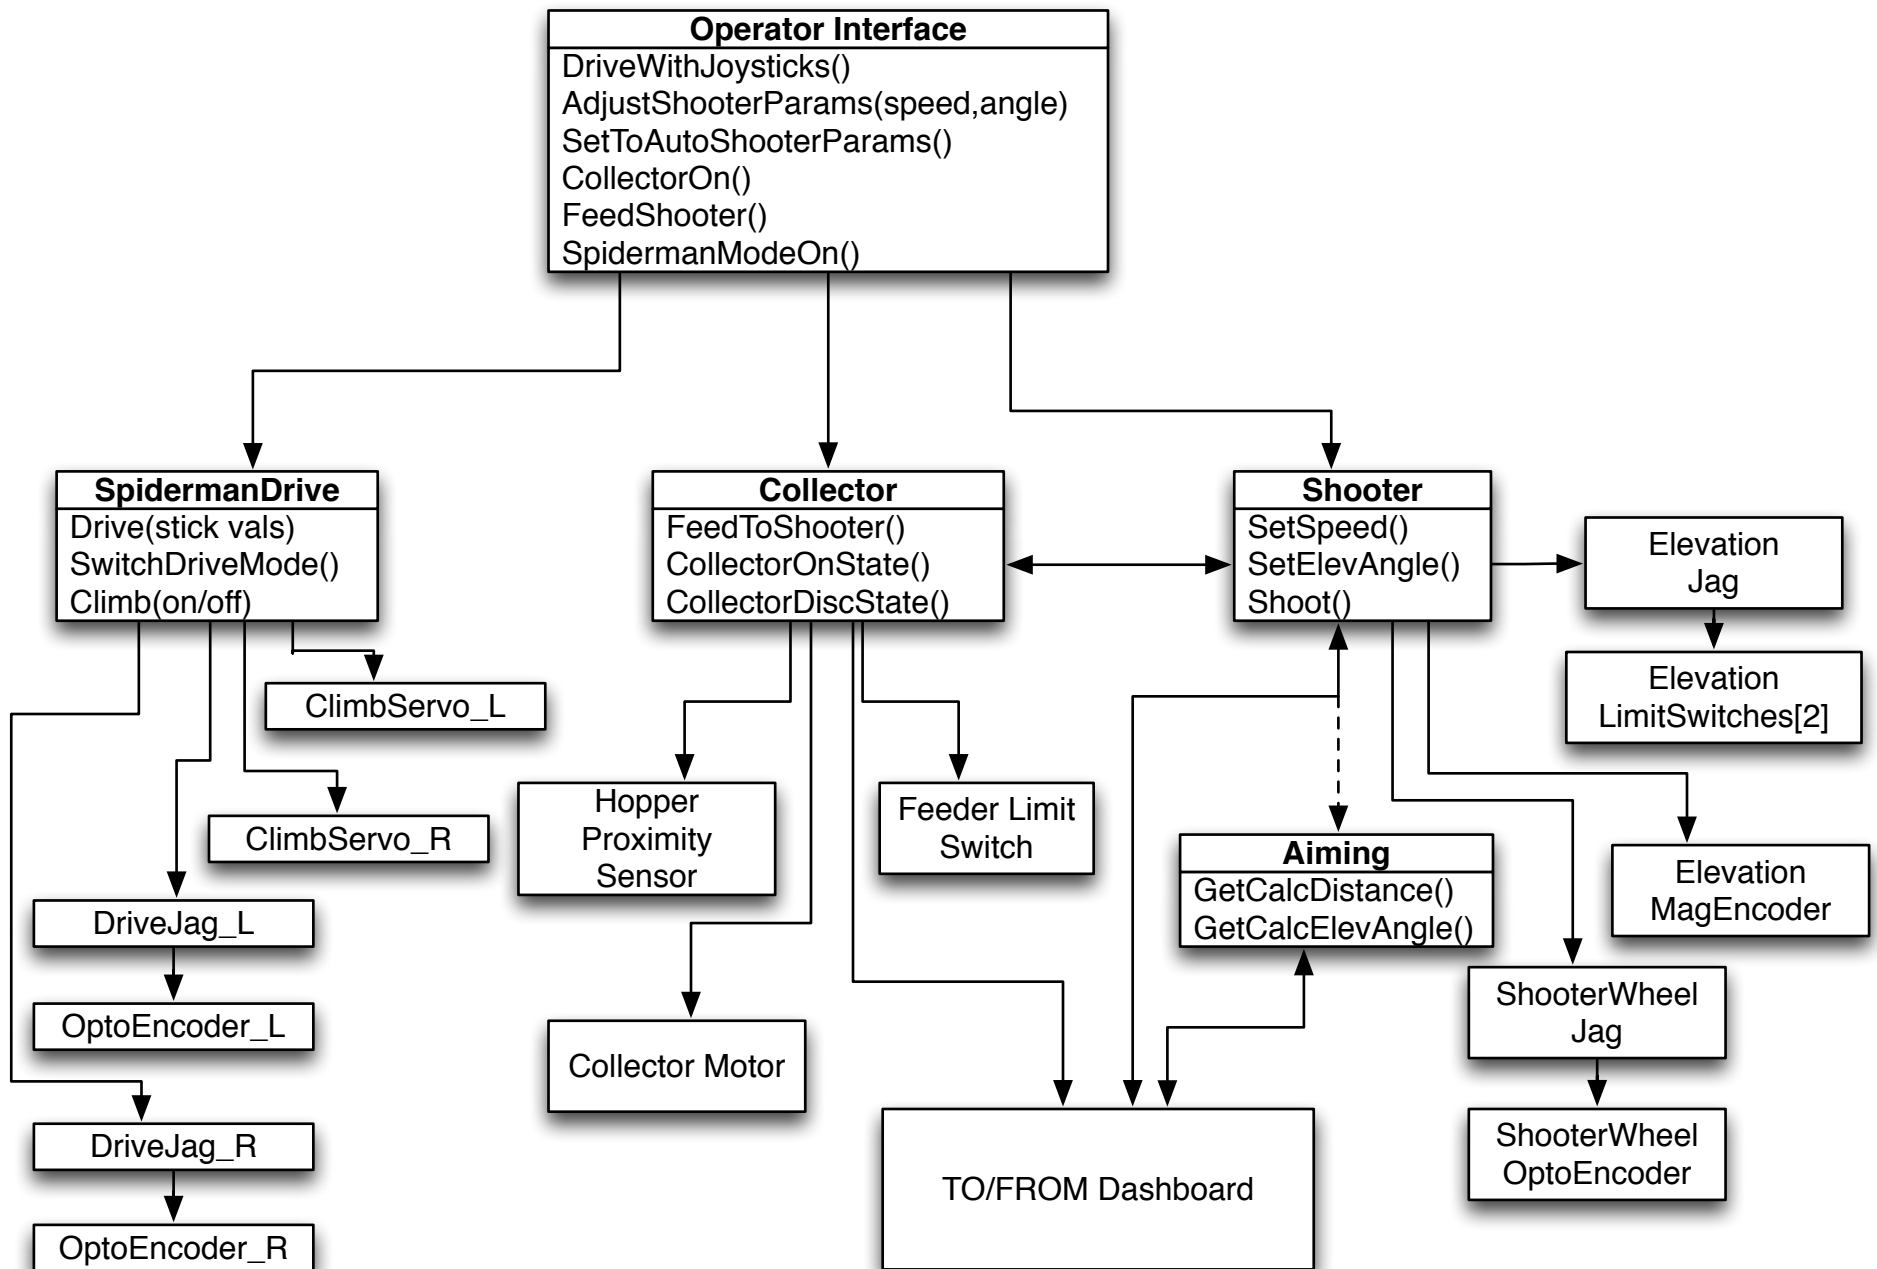 Operator Interface
DriveWithJoysticks()
AdjustShooterParams(speed,angle)
SetToAutoShooterParams()
CollectorOn()
FeedShooter()
SpidermanModeOn()
SpidermanDrive
Drive(stick vals)
SwitchDriveMode()
Climb(on/off)
Collector
FeedToShooter()
CollectorOnState()
CollectorDiscState()
Shooter
SetSpeed()
SetElevAngle()
Shoot()
Elevation
Jag
Elevation
LimitSwitches[2]
ClimbServo_L
ClimbServo_R
Hopper
Proximity
Sensor
Feeder Limit
Switch
Aiming
GetCalcDistance()
GetCalcElevAngle()
Elevation
MagEncoder
DriveJag_L
OptoEncoder_L
Collector Motor
ShooterWheel
Jag
DriveJag_R
OptoEncoder_R
TO/FROM Dashboard
ShooterWheel
OptoEncoder